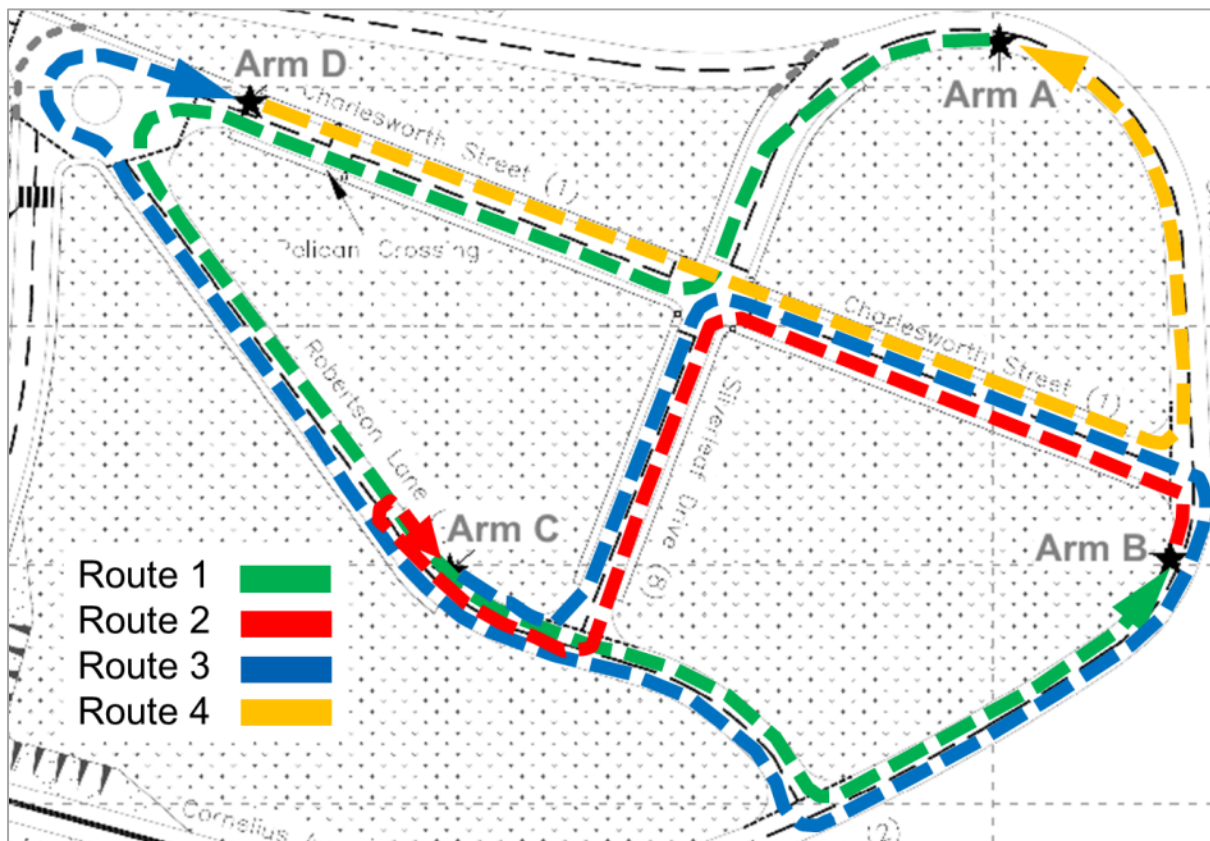 Arm D
Arm A
Charlesworth
Street (1)
Pelican Crossing
Charlesworth
Street (1)
Robertson
Lane
Silverleaf Drive (8)
Arm C
Arm B
Route 1
Route 2
Route 3
Route 4
Cornelius
(2)